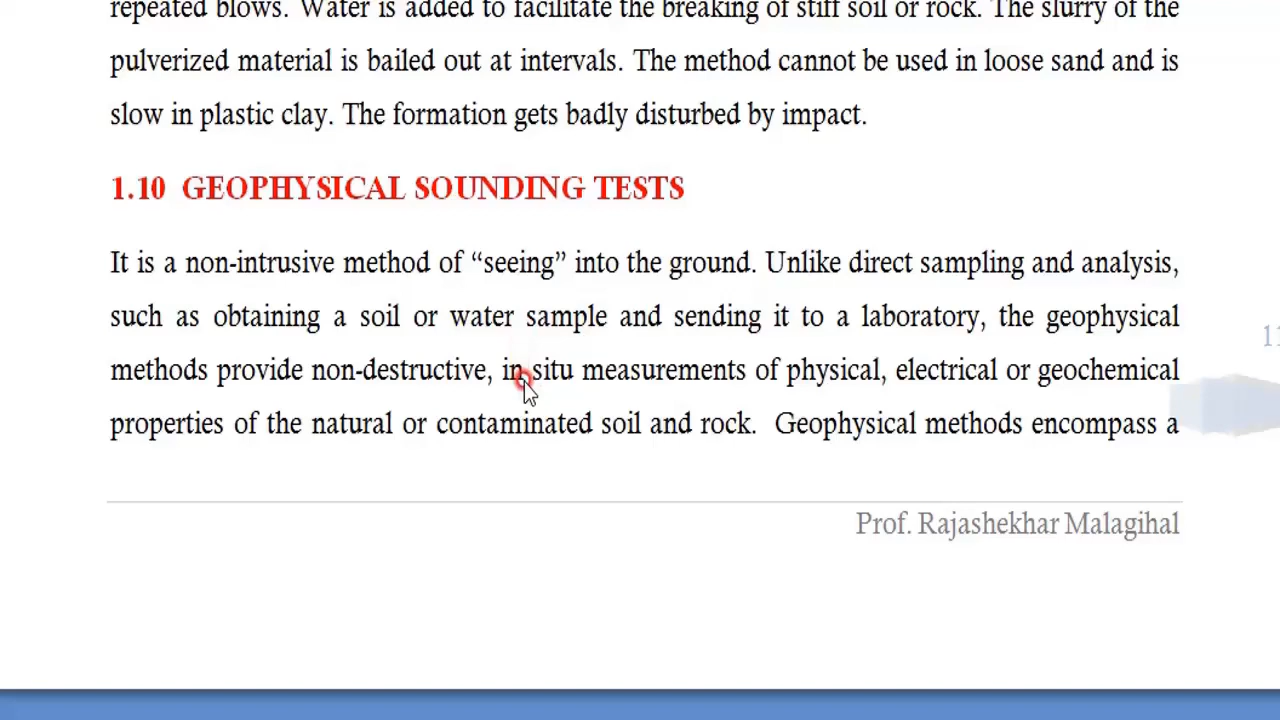 repeated blows. Water is added to facilitate the breaking of stiff soil or rock. The slurry of the
pulverized material is bailed out at intervals. The method cannot be used in loose sand and is
slow in plastic clay. The formation gets badly disturbed by impact.
1.10 GEOPHYSICAL SOUNDING TESTS
It is a non-intrusive method of “seeing” into the ground. Unlike direct sampling and analysis,
such as obtaining a soil or water sample and sending it to a laboratory, the geophysical
methods provide non-destructive, in situ measurements of physical, electrical or geochemical
properties of the natural or contaminated soil and rock. Geophysical methods encompass a
Prof. Rajashekhar Malagihal